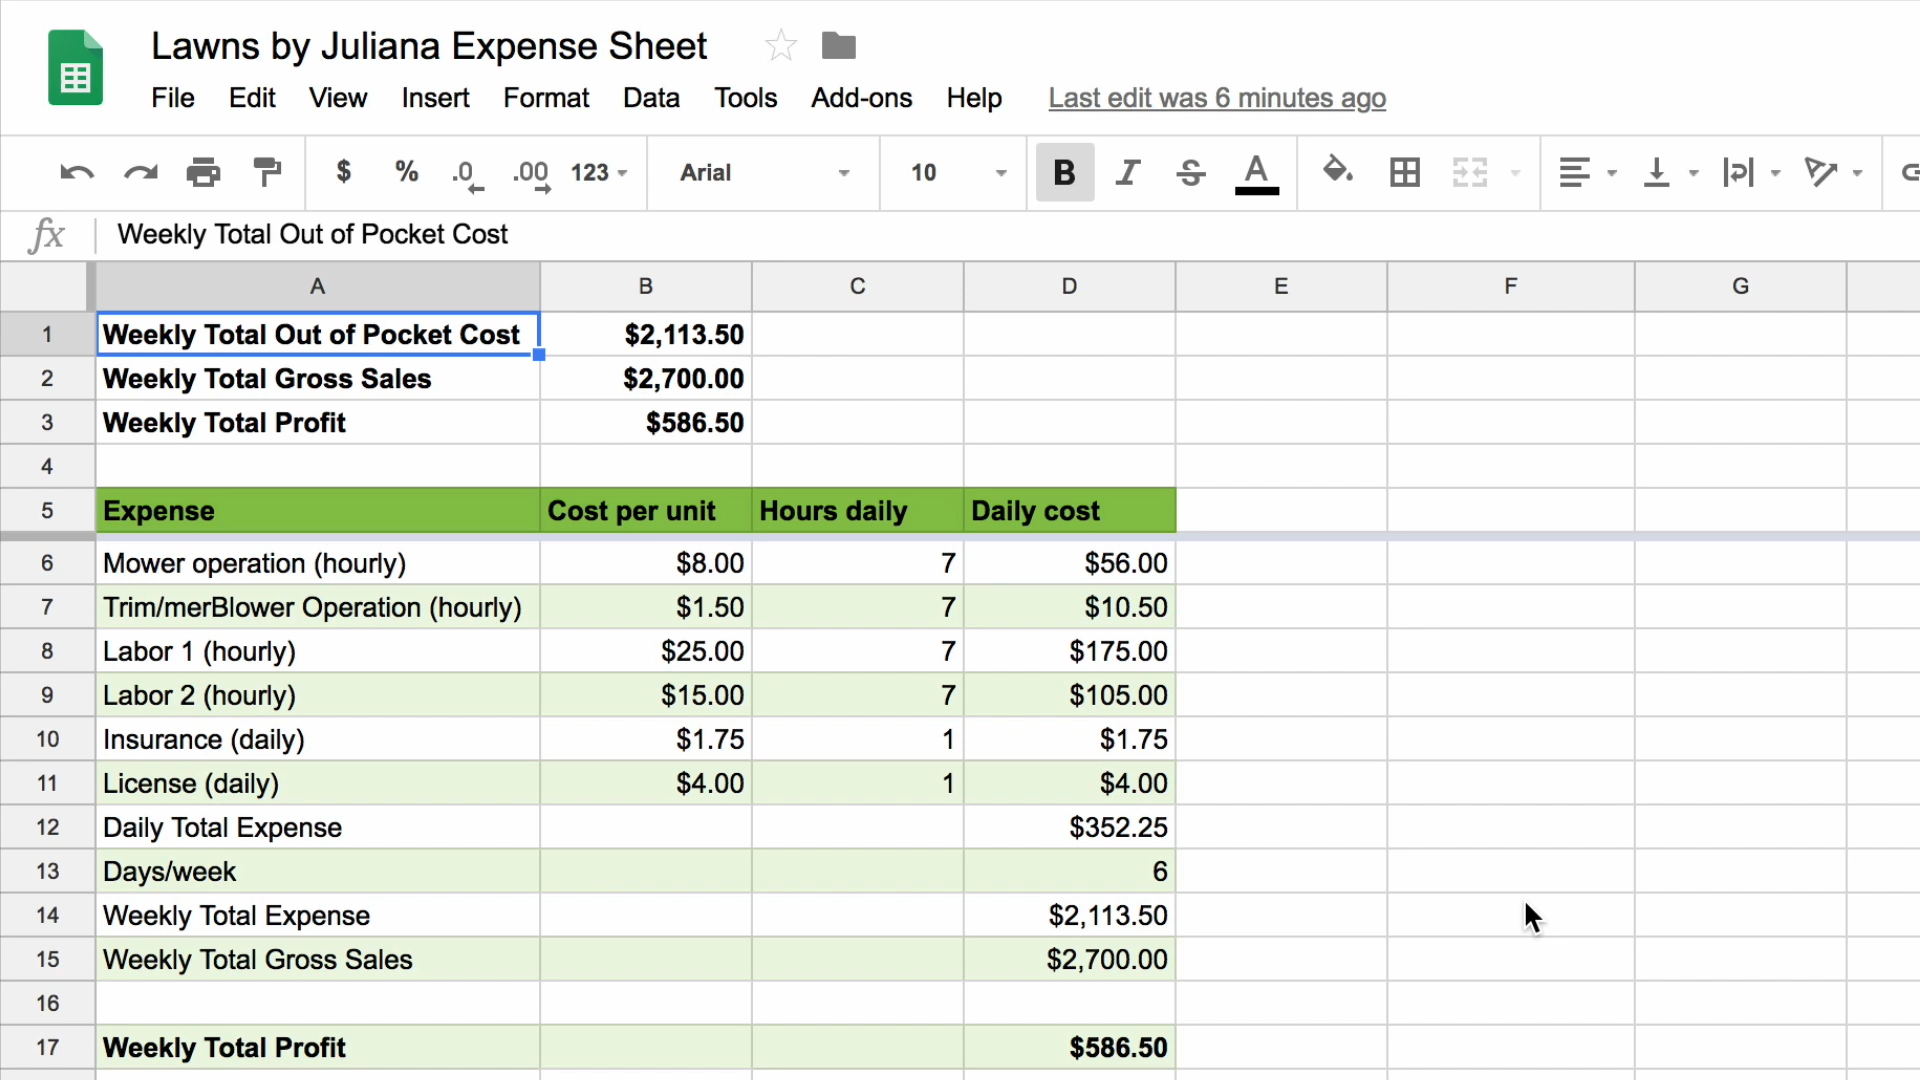 Lawns by Juliana Expense Sheet
File Edit View Insert Format Data Tools Add-ons Help Last edit was 6 minutes ago
$ % .0 .00 123 Arial 10 B I S A
fx Weekly Total Out of Pocket Cost
A B C D E F G
1 Weekly Total Out of Pocket Cost $2,113.50
2 Weekly Total Gross Sales $2,700.00
3 Weekly Total Profit $586.50
4
5 Expense Cost per unit Hours daily Daily cost
6 Mower operation (hourly) $8.00 7 $56.00
7 Trim/merBlower Operation (hourly) $1.50 7 $10.50
8 Labor 1 (hourly) $25.00 7 $175.00
9 Labor 2 (hourly) $15.00 7 $105.00
10 Insurance (daily) $1.75 1 $1.75
11 License (daily) $4.00 1 $4.00
12 Daily Total Expense $352.25
13 Days/week 6
14 Weekly Total Expense $2,113.50
15 Weekly Total Gross Sales $2,700.00
16
17 Weekly Total Profit $586.50